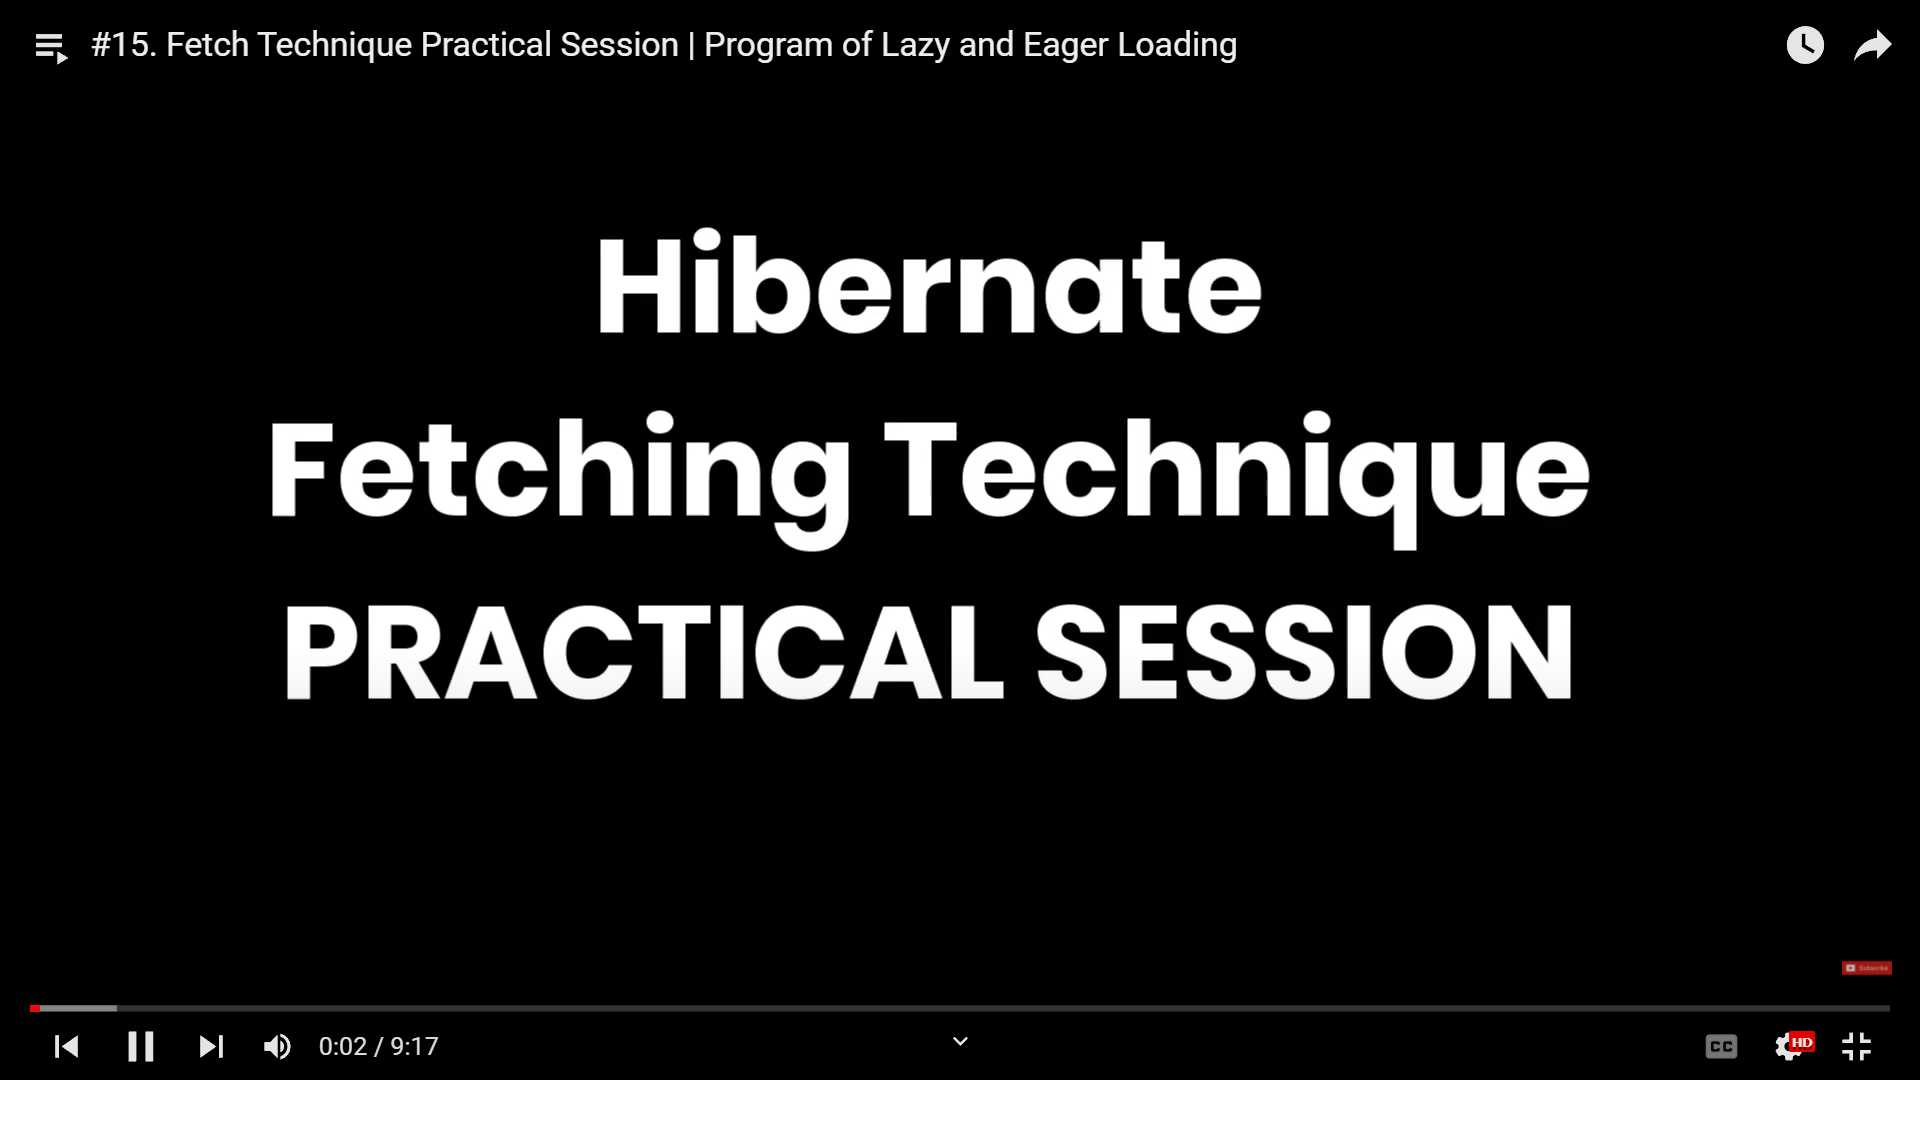 #15. Fetch Technique Practical Session | Program of Lazy and Eager Loading
Hibernate
Fetching Technique
PRACTICAL SESSION
Subscribe
0:02 / 9:17
CC
HD